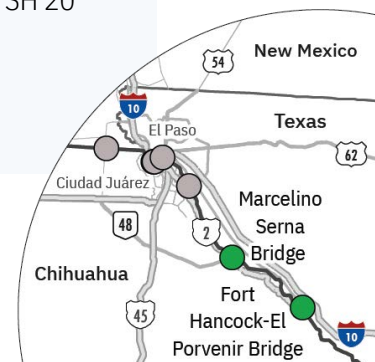 SH 20
New Mexico
54
10
El Paso
Texas
62
Ciudad Juárez
Marcelino
Serna
Bridge
48
2
Chihuahua
Fort
Hancock-El
Porvenir Bridge
45
10